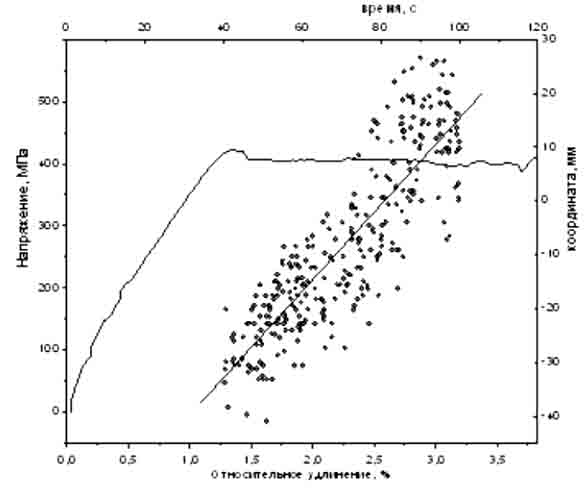 время, с
0 20 40 60 80 100 120
Напряжение, МПа
500
400
300
200
100
0
30
20
10
0
-10
-20
-30
-40
координата, мм
0,0 0,5 1,0 1,5 2,0 2,5 3,0 3,5
Относительное удлинение, %